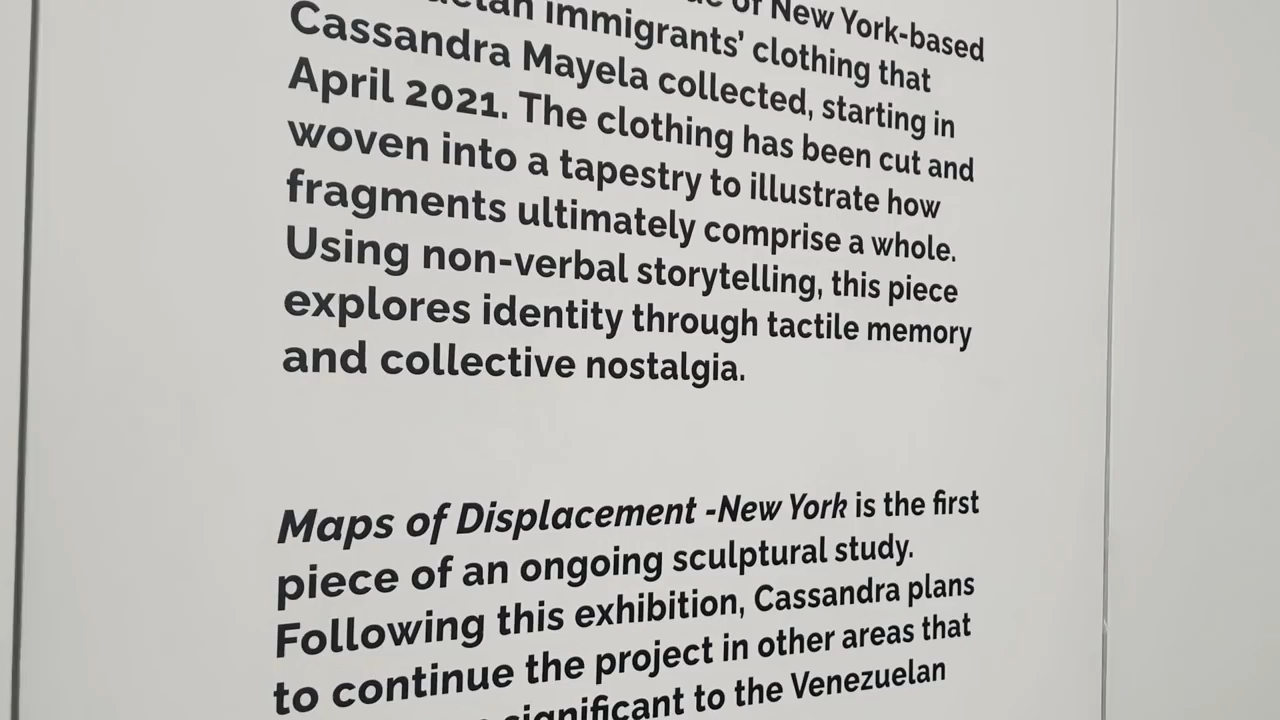 of New York-based
immigrants' clothing that
Cassandra Mayela collected, starting in
April 2021. The clothing has been cut and
woven into a tapestry to illustrate how
fragments ultimately comprise a whole.
Using non-verbal storytelling, this piece
explores identity through tactile memory
and collective nostalgia.
Maps of Displacement -New York is the first
piece of an ongoing sculptural study.
Following this exhibition, Cassandra plans
to continue the project in other areas that
significant to the Venezuelan